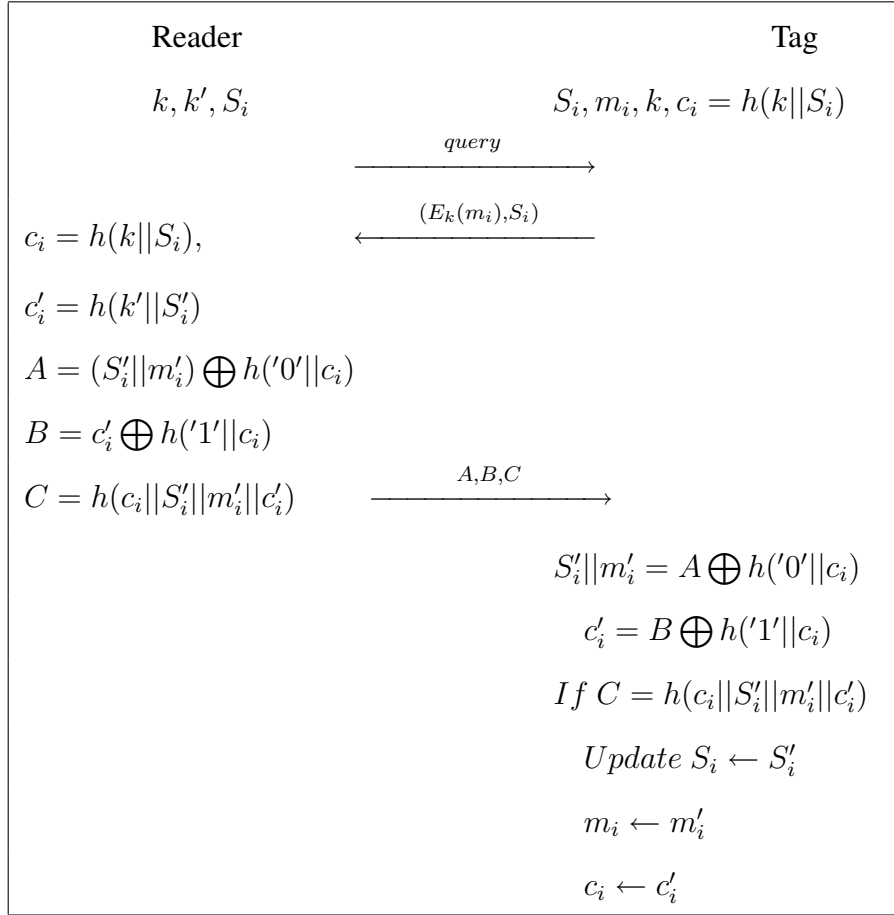 Reader Tag
k, k′, S_i S_i, m_i, k, c_i = h(k||S_i)
query
(E_k(m_i),S_i)
c_i = h(k||S_i),
c′_i = h(k′||S′_i)
A = (S′_i||m′_i) ⨁ h('0'||c_i)
B = c′_i ⨁ h('1'||c_i)
A,B,C
C = h(c_i||S′_i||m′_i||c′_i)
S′_i||m′_i = A ⨁ h('0'||c_i)
c′_i = B ⨁ h('1'||c_i)
If C = h(c_i||S′_i||m′_i||c′_i)
Update S_i ← S′_i
m_i ← m′_i
c_i ← c′_i